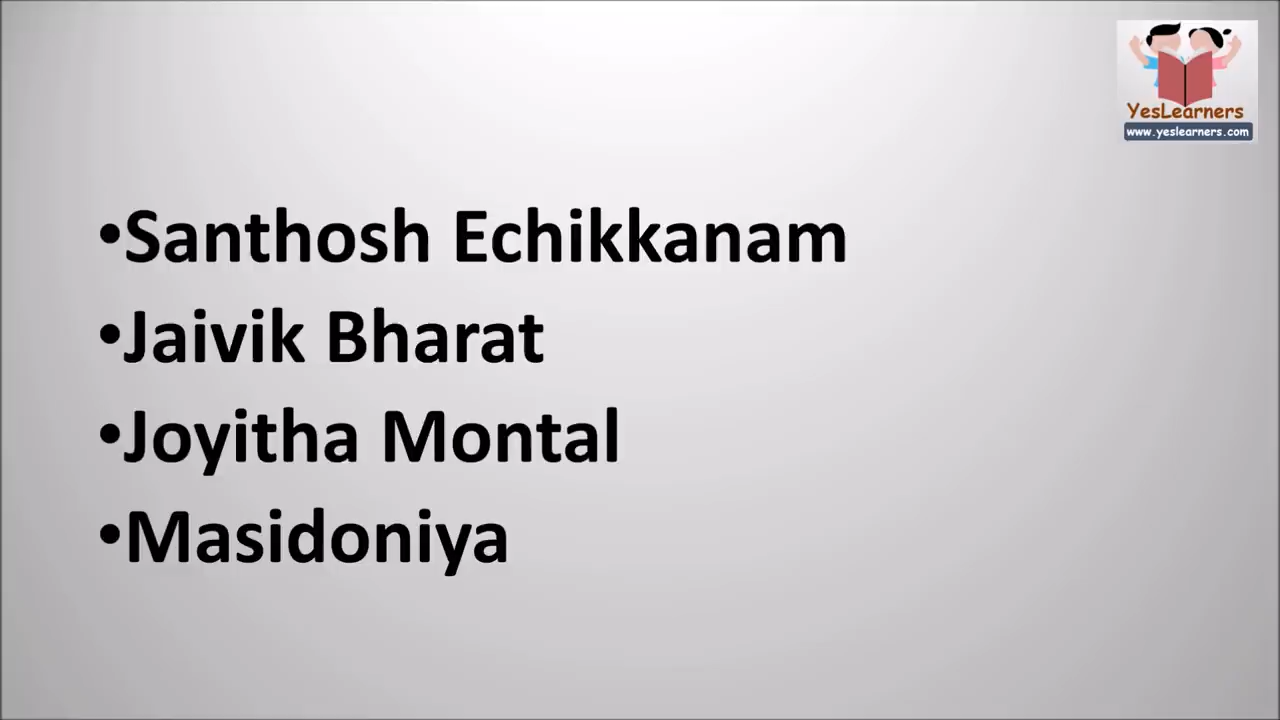 YesLearners
www.yeslearners.com
•Santhosh Echikkanam
•Jaivik Bharat
•Joyitha Montal
•Masidoniya